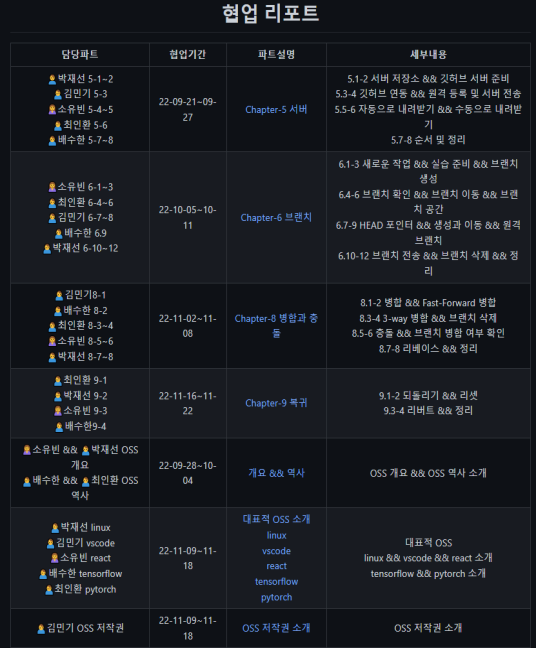 협업 리포트
담당파트 협업기간 파트설명 세부내용
박재선 5-1~2
김민기 5-3
소유빈 5-4~5
최인환 5-6
배수한 5-7~8
22-09-21~09-
27
Chapter-5 서버
5.1-2 서버 저장소 && 깃허브 서버 준비
5.3-4 깃허브 연동 && 원격 등록 및 서버 전송
5.5-6 자동으로 내려받기 && 수동으로 내려받
기
5.7-8 순서 및 정리
소유빈 6-1~3
최인환 6-4~6
김민기 6-7~8
배수한 6.9
박재선 6-10~12
22-10-05~10-
11
Chapter-6 브랜치
6.1-3 새로운 작업 && 실습 준비 && 브랜치
생성
6.4-6 브랜치 확인 && 브랜치 이동 && 브랜
치 공간
6.7-9 HEAD 포인터 && 생성과 이동 && 원격
브랜치
6.10-12 브랜치 전송 && 브랜치 삭제 && 정
리
김민기8-1
배수한 8-2
최인환 8-3~4
소유빈 8-5~6
박재선 8-7~8
22-11-02~11-
08
Chapter-8 병합과 충
돌
8.1-2 병합 && Fast-Forward 병합
8.3-4 3-way 병합 && 브랜치 삭제
8.5-6 충돌 && 브랜치 병합 여부 확인
8.7-8 리베이스 && 정리
최인환 9-1
박재선 9-2
소유빈 9-3
배수한9-4
22-11-16~11-
22
Chapter-9 복귀
9.1-2 되돌리기 && 리셋
9.3-4 리버트 && 정리
소유빈 && 박재선 OSS
개요
배수한 && 최인환 OSS
역사
22-09-28~10-
04
개요 && 역사
OSS 개요 && OSS 역사 소개
박재선 linux
김민기 vscode
소유빈 react
배수한 tensorflow
최인환 pytorch
22-11-09~11-
18
대표적 OSS 소개
linux
vscode
react
tensorflow
pytorch
대표적 OSS
linux && vscode && react 소개
tensorflow && pytorch 소개
김민기 OSS 저작권
22-11-09~11-
18
OSS 저작권 소개
OSS 저작권 소개